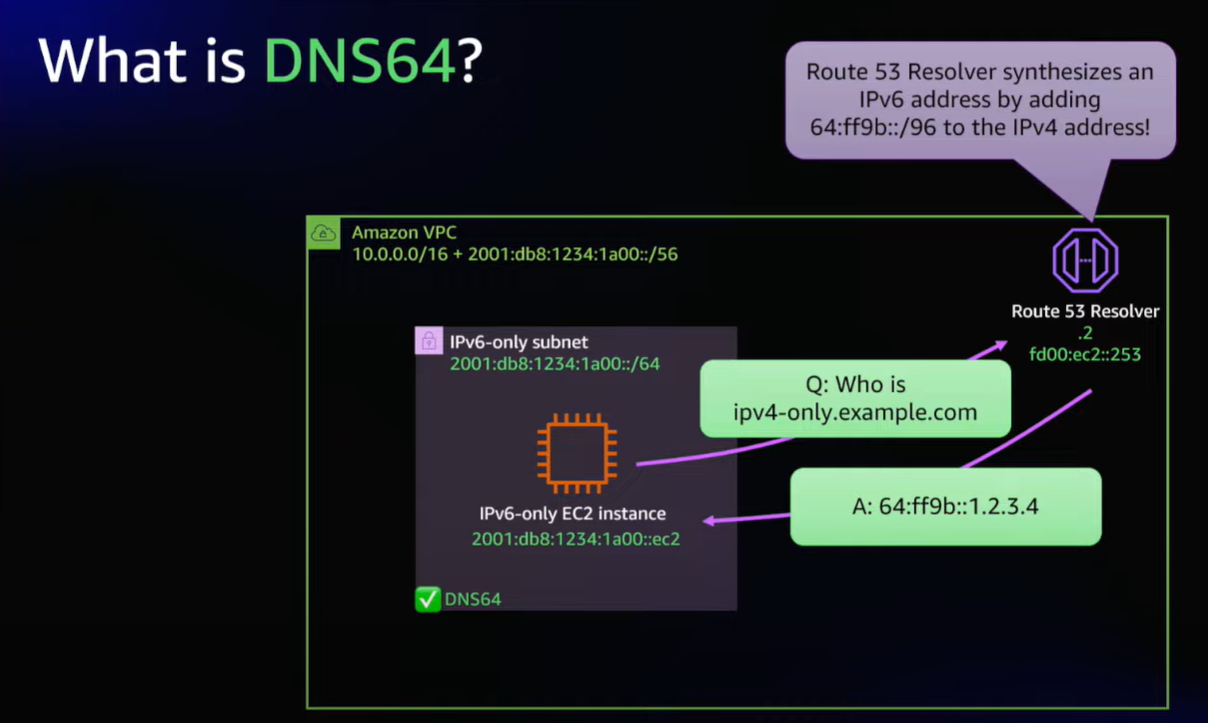 What is DNS64?
Route 53 Resolver synthesizes an
IPv6 address by adding
64:ff9b::/96 to the IPv4 address!
Amazon VPC
10.0.0.0/16 + 2001:db8:1234:1a00::/56
Route 53 Resolver
.2
fd00:ec2::253
IPv6-only subnet
2001:db8:1234:1a00::/64
Q: Who is
ipv4-only.example.com
A: 64:ff9b::1.2.3.4
IPv6-only EC2 instance
2001:db8:1234:1a00::ec2
DNS64